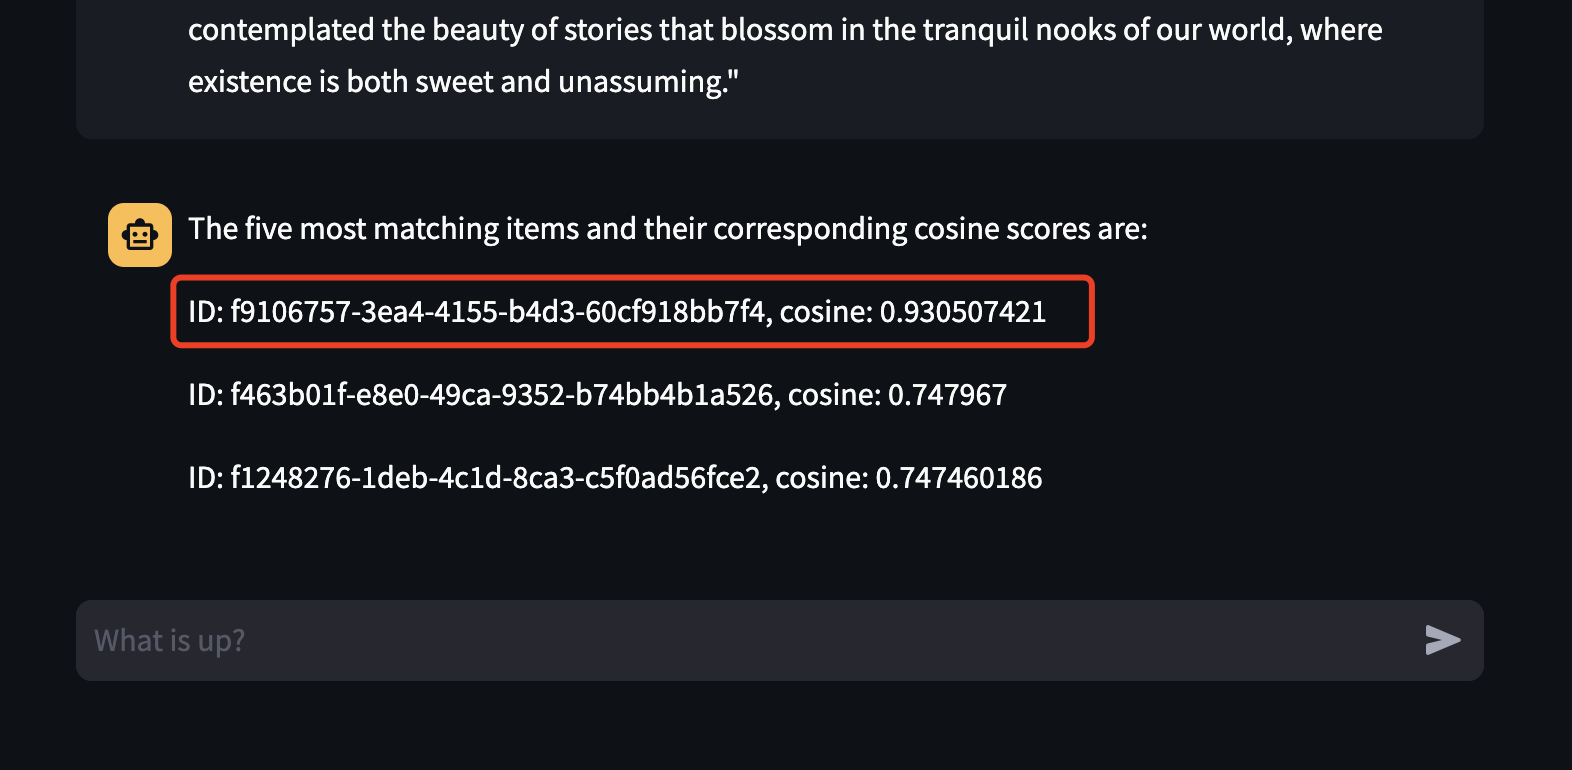 contemplated the beauty of stories that blossom in the tranquil nooks of our world, where
existence is both sweet and unassuming."
The five most matching items and their corresponding cosine scores are:
ID: f9106757-3ea4-4155-b4d3-60cf918bb7f4, cosine: 0.930507421
ID: f463b01f-e8e0-49ca-9352-b74bb4b1a526, cosine: 0.747967
ID: f1248276-1deb-4c1d-8ca3-c5f0ad56fce2, cosine: 0.747460186
What is up?